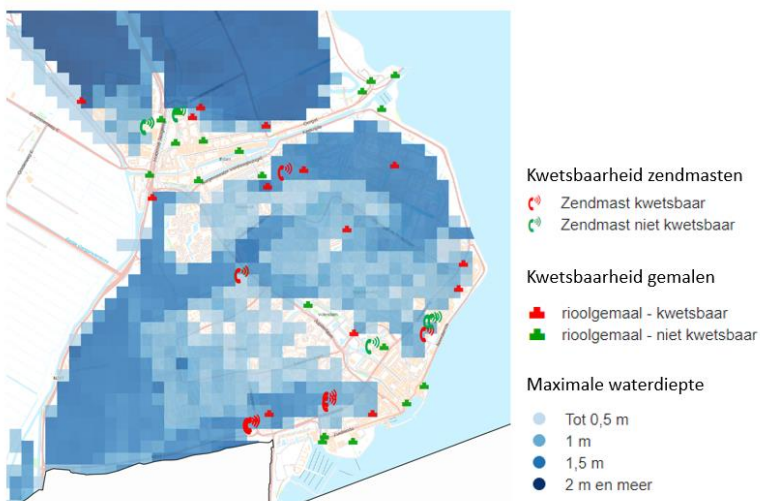 Kwetsbaarheid zendmasten
Zendmast kwetsbaar
Zendmast niet kwetsbaar
Kwetsbaarheid gemalen
rioolgemaal - kwetsbaar
rioolgemaal - niet kwetsbaar
Maximale waterdiepte
Tot 0,5 m
1 m
1,5 m
2 m en meer